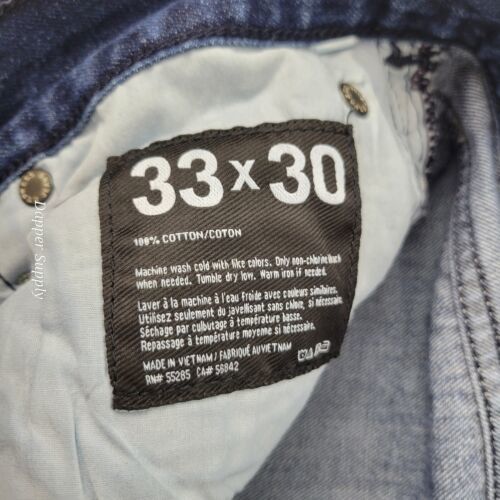 33 x 30
100% COTTON/COTON
Machine wash cold with like colors. Only non-chlorine bleach
when needed. Tumble dry low. Warm iron if needed.
Laver à la machine à l'eau froide avec couleurs similaires.
Utilisez seulement du javellisant sans chlore, si nécessaire.
Séchage par culbutage à température basse.
Repassage à température moyenne si nécessaire.
MADE IN VIETNAM / FABRIQUÉ AU VIETNAM
RN# 55285 CA# 56842
Dapper Supply